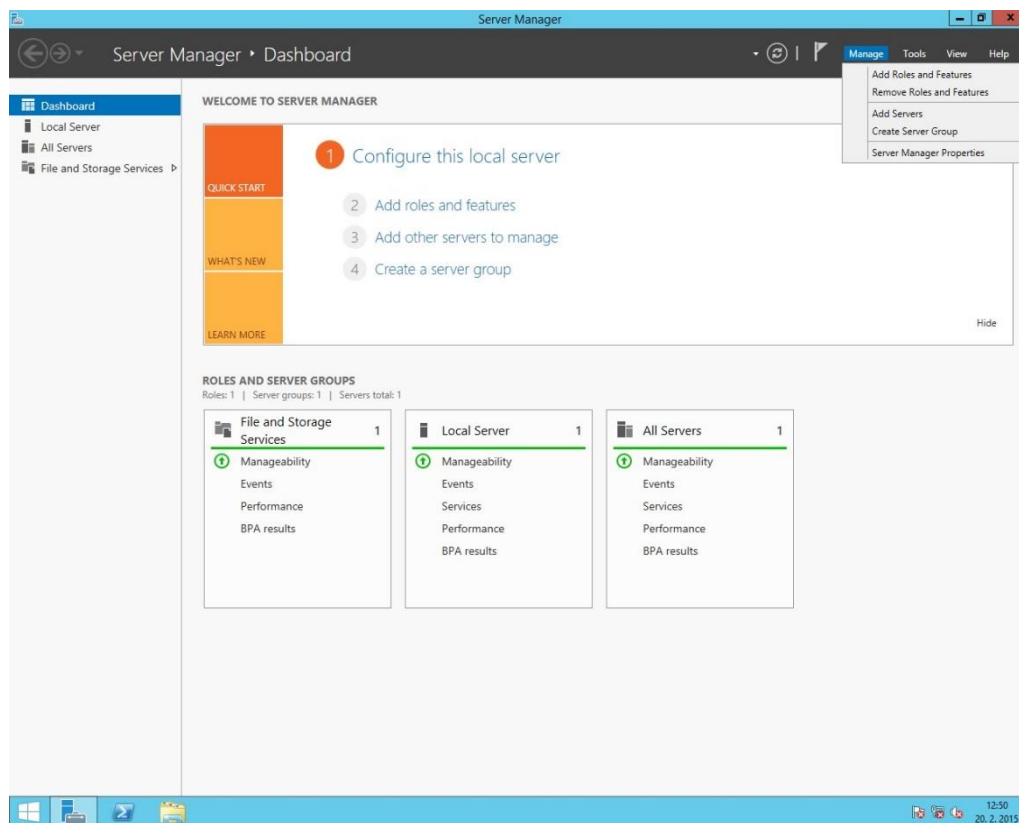 Server Manager
Server Manager • Dashboard
Manage Tools View Help
Add Roles and Features
Remove Roles and Features
Add Servers
Create Server Group
Server Manager Properties
Dashboard
Local Server
All Servers
File and Storage Services
WELCOME TO SERVER MANAGER
QUICK START
WHAT'S NEW
LEARN MORE
1 Configure this local server
2 Add roles and features
3 Add other servers to manage
4 Create a server group
Hide
ROLES AND SERVER GROUPS
Roles: 1 | Server groups: 1 | Servers total: 1
File and Storage
Services 1
Manageability
Events
Performance
BPA results
Local Server 1
Manageability
Events
Services
Performance
BPA results
All Servers 1
Manageability
Events
Services
Performance
BPA results
12:50
20. 2. 2015